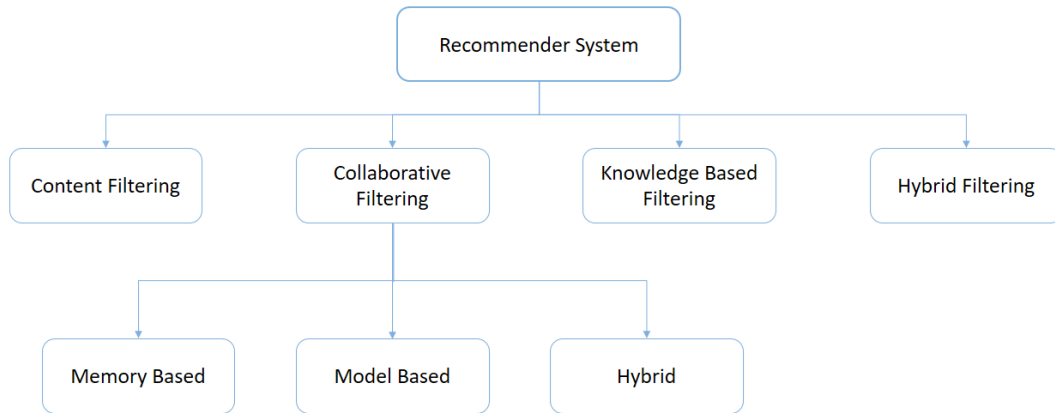 Recommender System
Content Filtering
Collaborative
Filtering
Knowledge Based
Filtering
Hybrid Filtering
Memory Based
Model Based
Hybrid